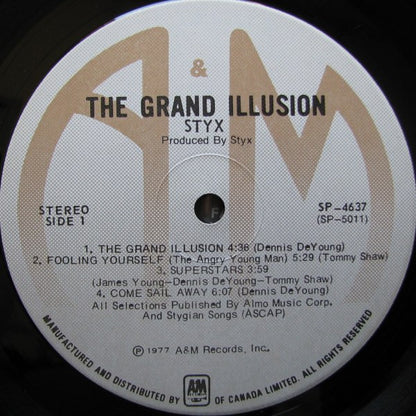 A & M
THE GRAND ILLUSION
STYX
Produced By Styx
STEREO
SIDE 1
SP-4637
(SP-5011)
1. THE GRAND ILLUSION 4:36 (Dennis DeYoung)
2. FOOLING YOURSELF (The Angry Young Man) 5:29 (Tommy Shaw)
3. SUPERSTARS 3:59
(James Young-Dennis DeYoung-Tommy Shaw)
4. COME SAIL AWAY 6:07 (Dennis DeYoung)
All Selections Published By Almo Music Corp.
And Stygian Songs (ASCAP)
℗ © 1977 A&M Records, Inc.
MANUFACTURED AND DISTRIBUTED BY A&M RECORDS OF CANADA LIMITED. ALL RIGHTS RESERVED.